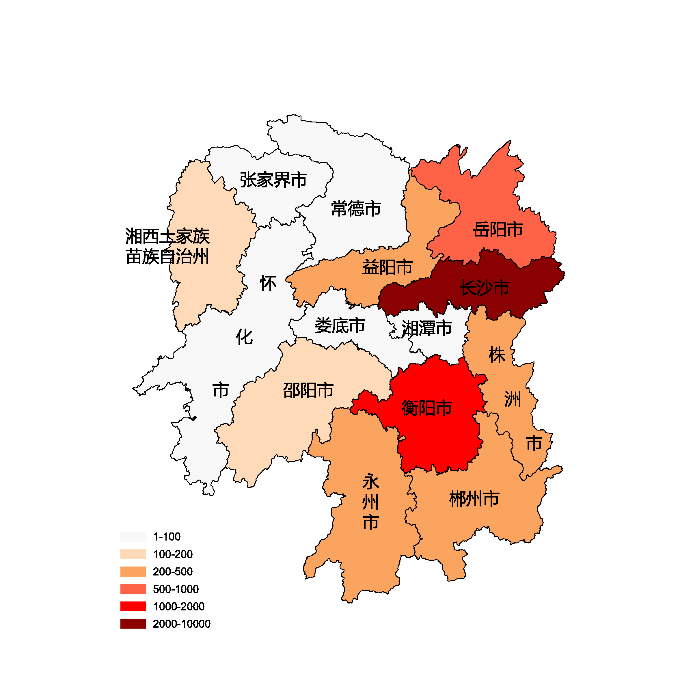 张家界市
常德市
岳阳市
湘西土家族
苗族自治州
益阳市
怀
化
市
长沙市
娄底市
湘潭市
株
洲
市
邵阳市
衡阳市
永
州
市
郴州市
1-100
100-200
200-500
500-1000
1000-2000
2000-10000